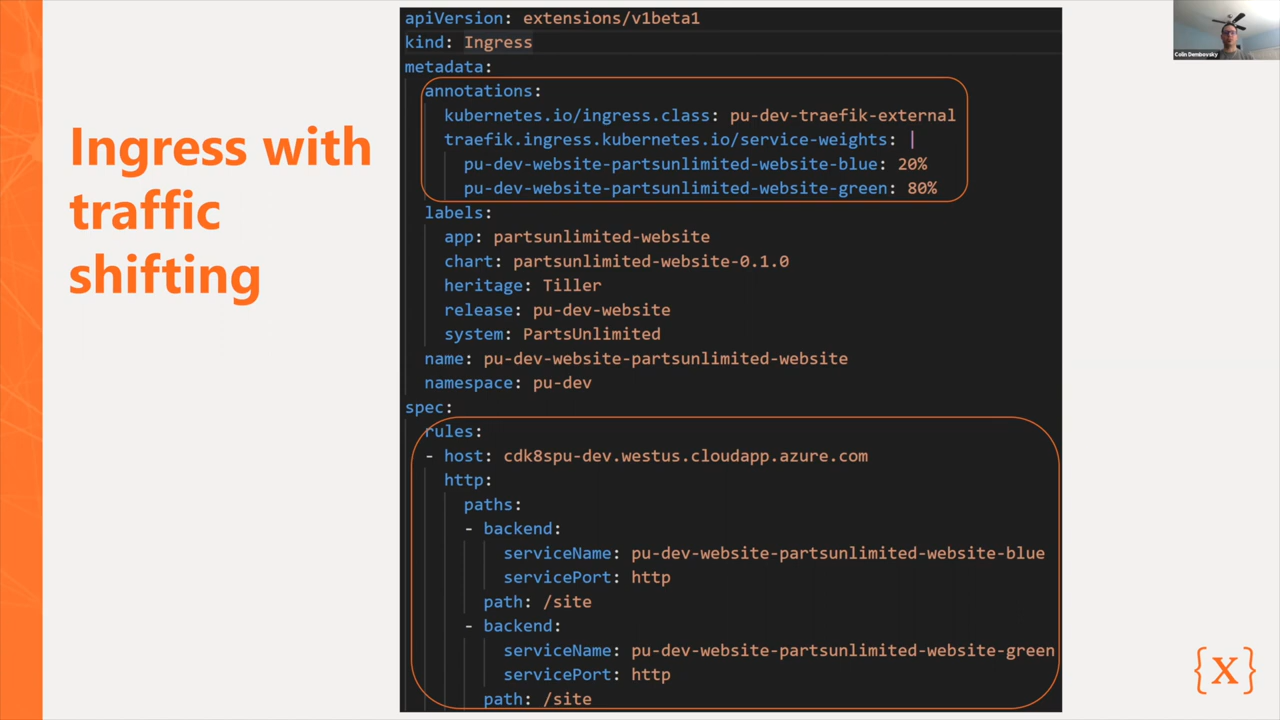 Ingress with
traffic
shifting
apiVersion: extensions/v1beta1
kind: Ingress
metadata:
  annotations:
    kubernetes.io/ingress.class: pu-dev-traefik-external
    traefik.ingress.kubernetes.io/service-weights: |
      pu-dev-website-partsunlimited-website-blue: 20%
      pu-dev-website-partsunlimited-website-green: 80%
  labels:
    app: partsunlimited-website
    chart: partsunlimited-website-0.1.0
    heritage: Tiller
    release: pu-dev-website
    system: PartsUnlimited
  name: pu-dev-website-partsunlimited-website
  namespace: pu-dev
spec:
  rules:
  - host: cdk8spu-dev.westus.cloudapp.azure.com
    http:
      paths:
      - backend:
          serviceName: pu-dev-website-partsunlimited-website-blue
          servicePort: http
        path: /site
      - backend:
          serviceName: pu-dev-website-partsunlimited-website-green
          servicePort: http
        path: /site
Colin Dembovsky
{x}